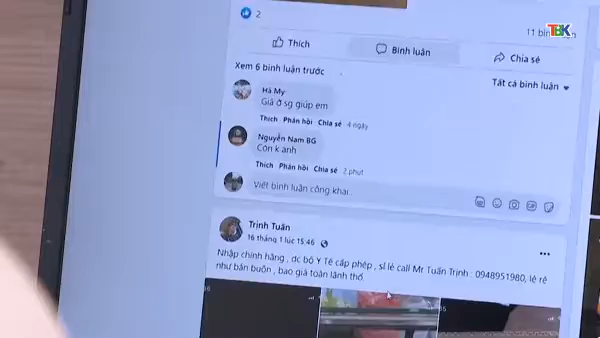 TBK
2
11 bình luận
Thích
Bình luận
Chia sẻ
Xem 6 bình luận trước
Tất cả bình luận
Hà My
Giá ở sg giúp em
Thích Phản hồi Chia sẻ 4 ngày
Nguyễn Nam BG
Còn k anh
Thích Phản hồi Chia sẻ 2 phút
Viết bình luận công khai...
Trịnh Tuấn
16 tháng 1 lúc 15:46
Nhập chính hãng , dc bộ Y Tế cấp phép , sỉ lẻ call Mr Tuấn Trịnh : 0948951980, lẻ rẻ
như bán buôn , bao giá toàn lãnh thổ.